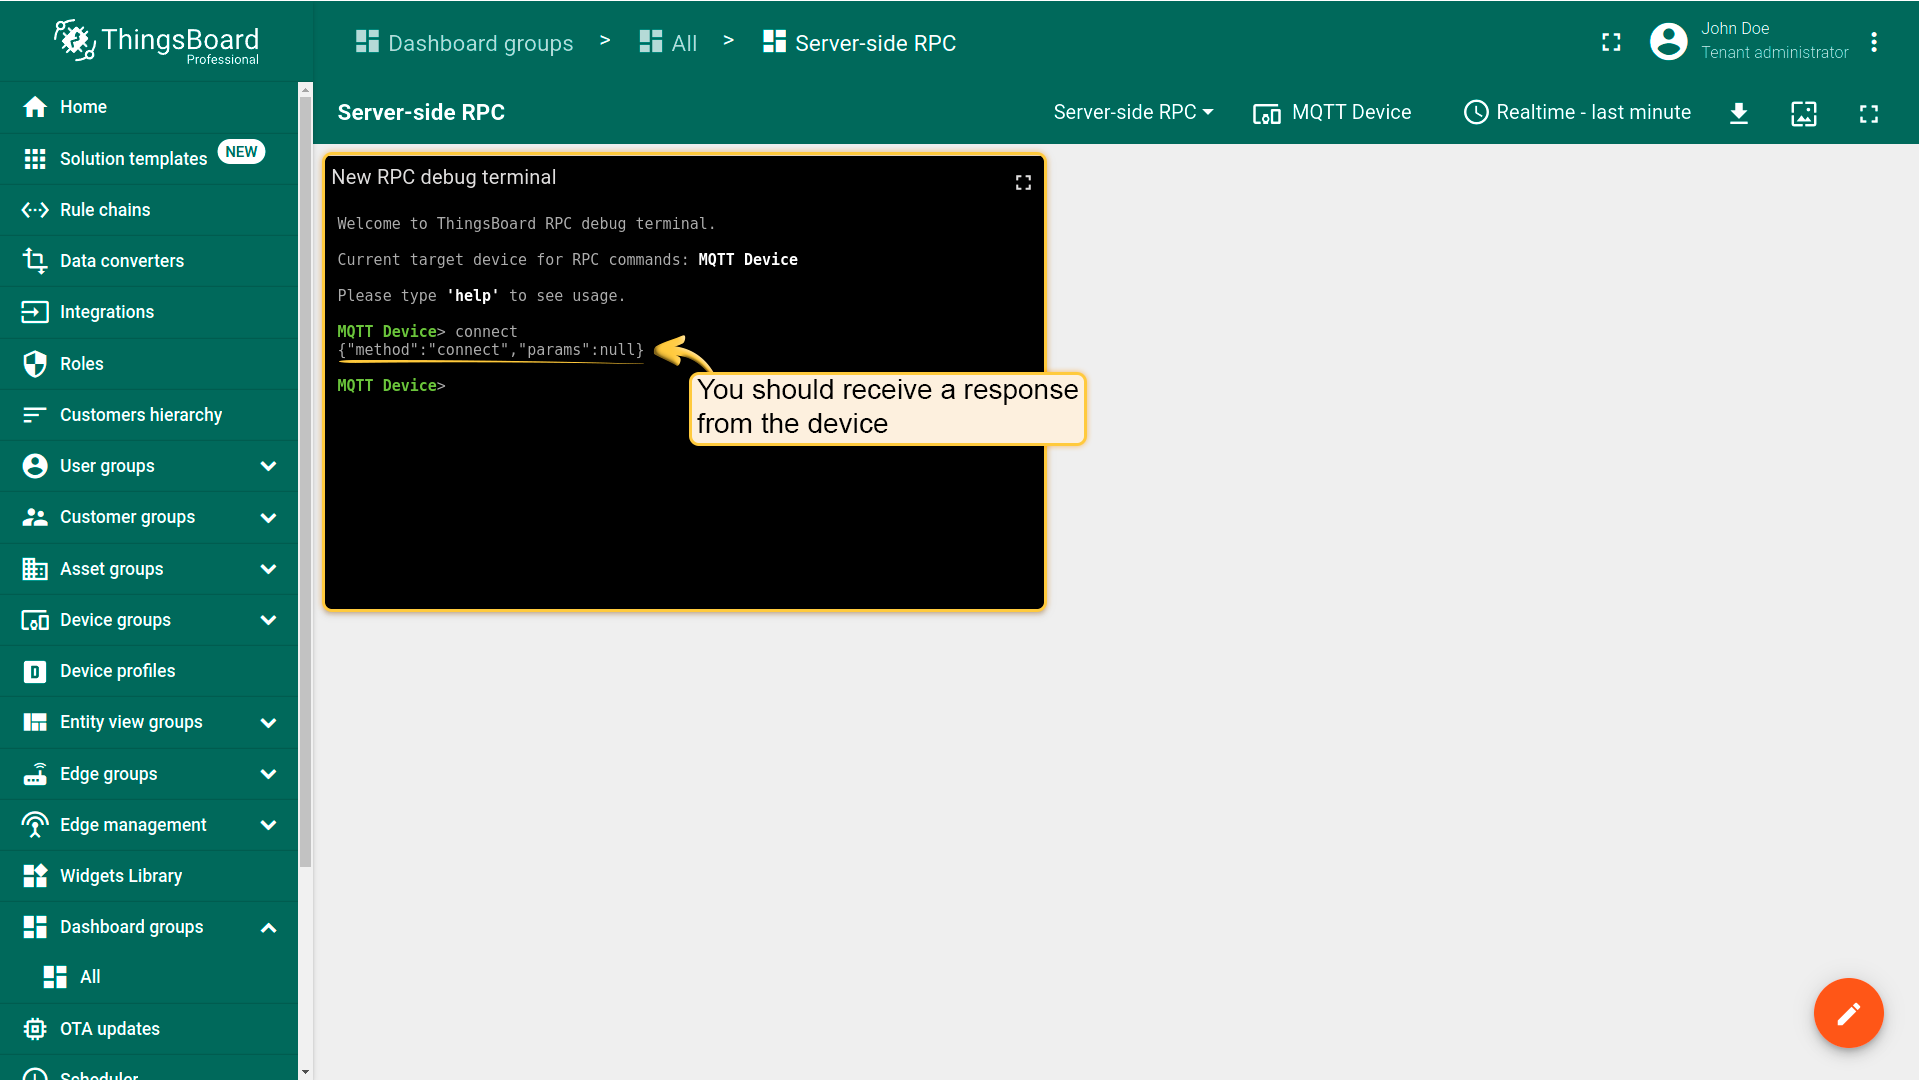 ThingsBoard
Professional
Dashboard groups > All > Server-side RPC
John Doe
Tenant administrator
Server-side RPC
Server-side RPC
MQTT Device
Realtime - last minute
Home
Solution templates NEW
Rule chains
Data converters
Integrations
Roles
Customers hierarchy
User groups
Customer groups
Asset groups
Device groups
Device profiles
Entity view groups
Edge groups
Edge management
Widgets Library
Dashboard groups
All
OTA updates
Scheduler
New RPC debug terminal
Welcome to ThingsBoard RPC debug terminal.
Current target device for RPC commands: MQTT Device
Please type 'help' to see usage.
MQTT Device> connect
{"method":"connect","params":null}
MQTT Device>
You should receive a response
from the device